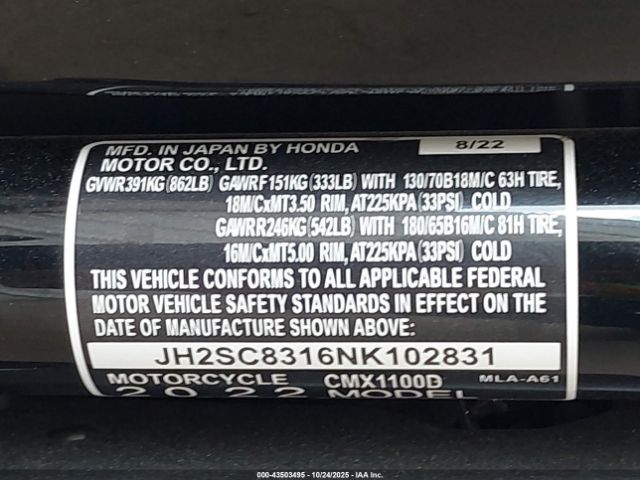 MFD. IN JAPAN BY HONDA 8/22
MOTOR CO., LTD.
GVWR391KG(862LB) GAWRF151KG(333LB) WITH 130/70B18M/C 63H TIRE,
18M/CxMT3.50 RIM, AT225KPA(33PSI) COLD
GAWRR246KG(542LB) WITH 180/65B16M/C 81H TIRE,
16M/CxMT5.00 RIM, AT225KPA(33PSI) COLD
THIS VEHICLE CONFORMS TO ALL APPLICABLE FEDERAL
MOTOR VEHICLE SAFETY STANDARDS IN EFFECT ON THE
DATE OF MANUFACTURE SHOWN ABOVE:
JH2SC8316NK102831
MOTORCYCLE CMX1100D MLA-A61
2022 MODEL
000-43503495 - 10/24/2025 - IAAI, Inc.